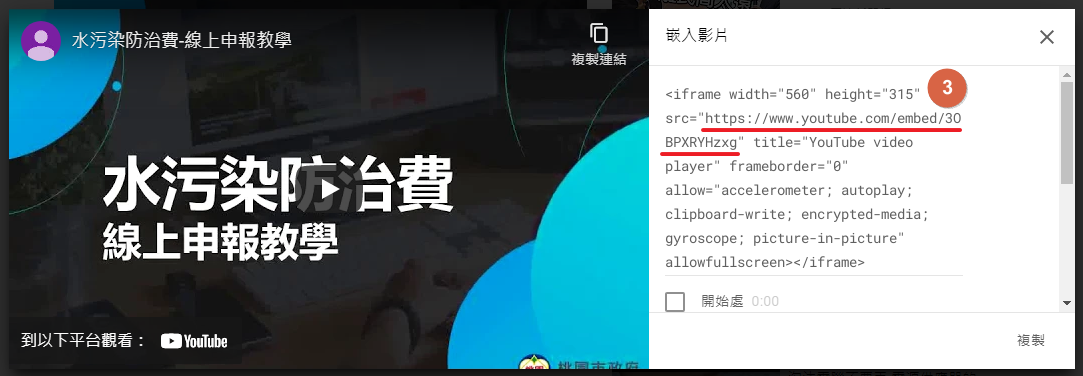 水污染防治費-線上申報教學
複製連結
水污染防治費
線上申報教學
到以下平台觀看：
YouTube
桃園市政府
嵌入影片
3
<iframe width="560" height="315"
src="https://www.youtube.com/embed/3O
BPXRYHzxg" title="YouTube video
player" frameborder="0"
allow="accelerometer; autoplay;
clipboard-write; encrypted-media;
gyroscope; picture-in-picture"
allowfullscreen></iframe>
開始處 0:00
複製